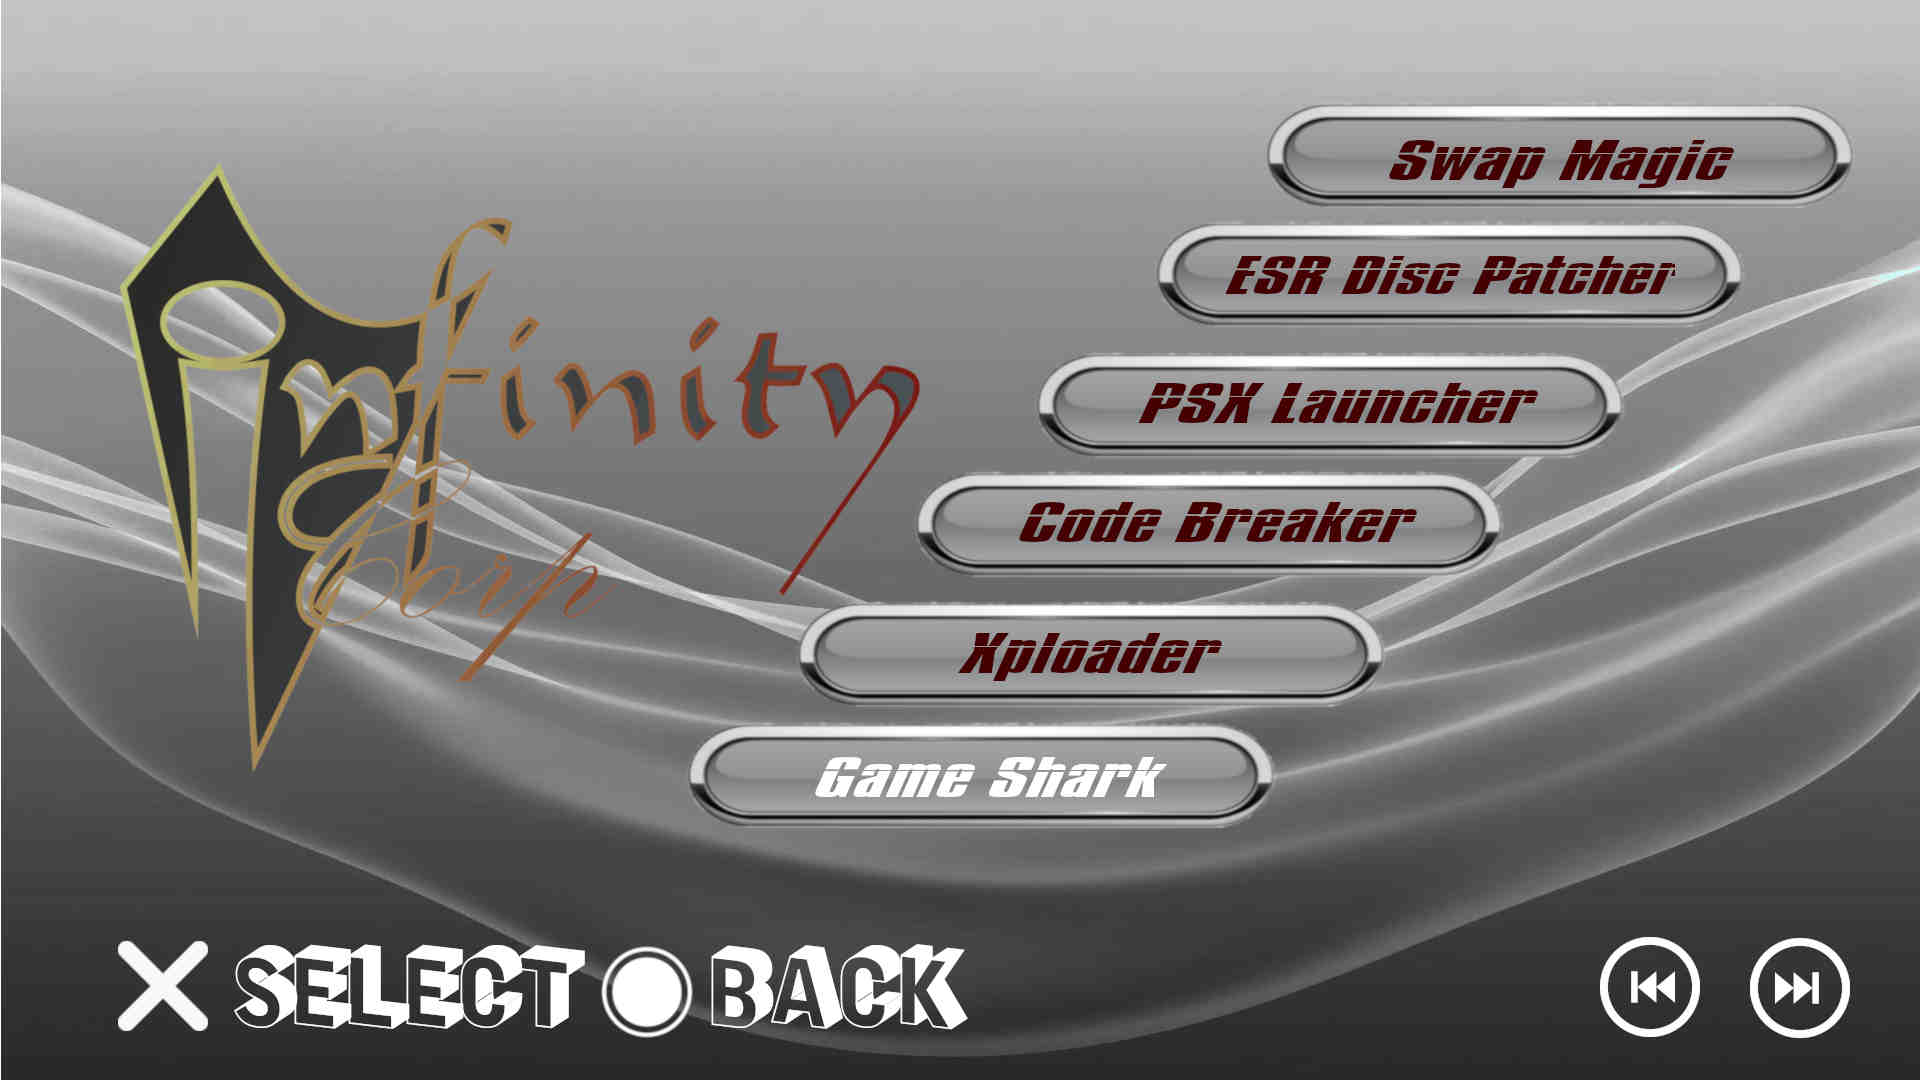 Infinity
Corp
Swap Magic
ESR Disc Patcher
PSX Launcher
Code Breaker
Xploader
Game Shark
SELECT BACK